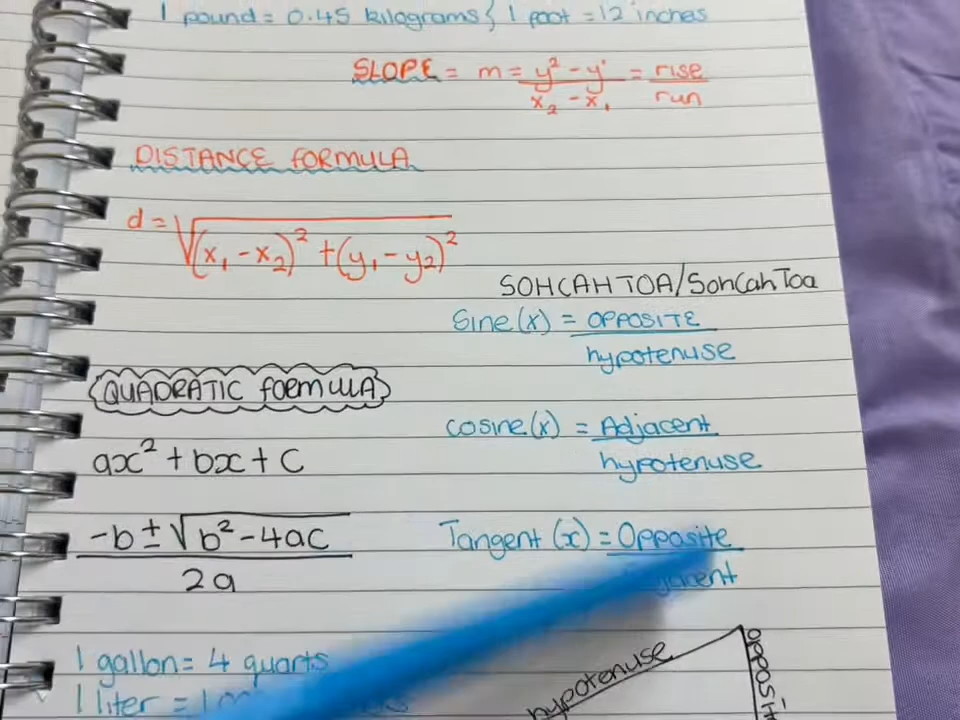 1 pound = 0.45 kilograms } 1 foot = 12 inches
SLOPE = m = y² - y¹ = rise
x₂ - x₁ run
DISTANCE FORMULA
d = √(x₁ - x₂)² + (y₁ - y₂)²
SOHCAHTOA/SohCahToa
Sine(x) = OPPOSITE
hypotenuse
QUADRATIC FORMULA
cosine(x) = Adjacent
hypotenuse
ax² + bx + C
-b ± √b² - 4ac
2a
Tangent (x) = Opposite
hypotenuse
1 gallon = 4 quarts
1 liter =